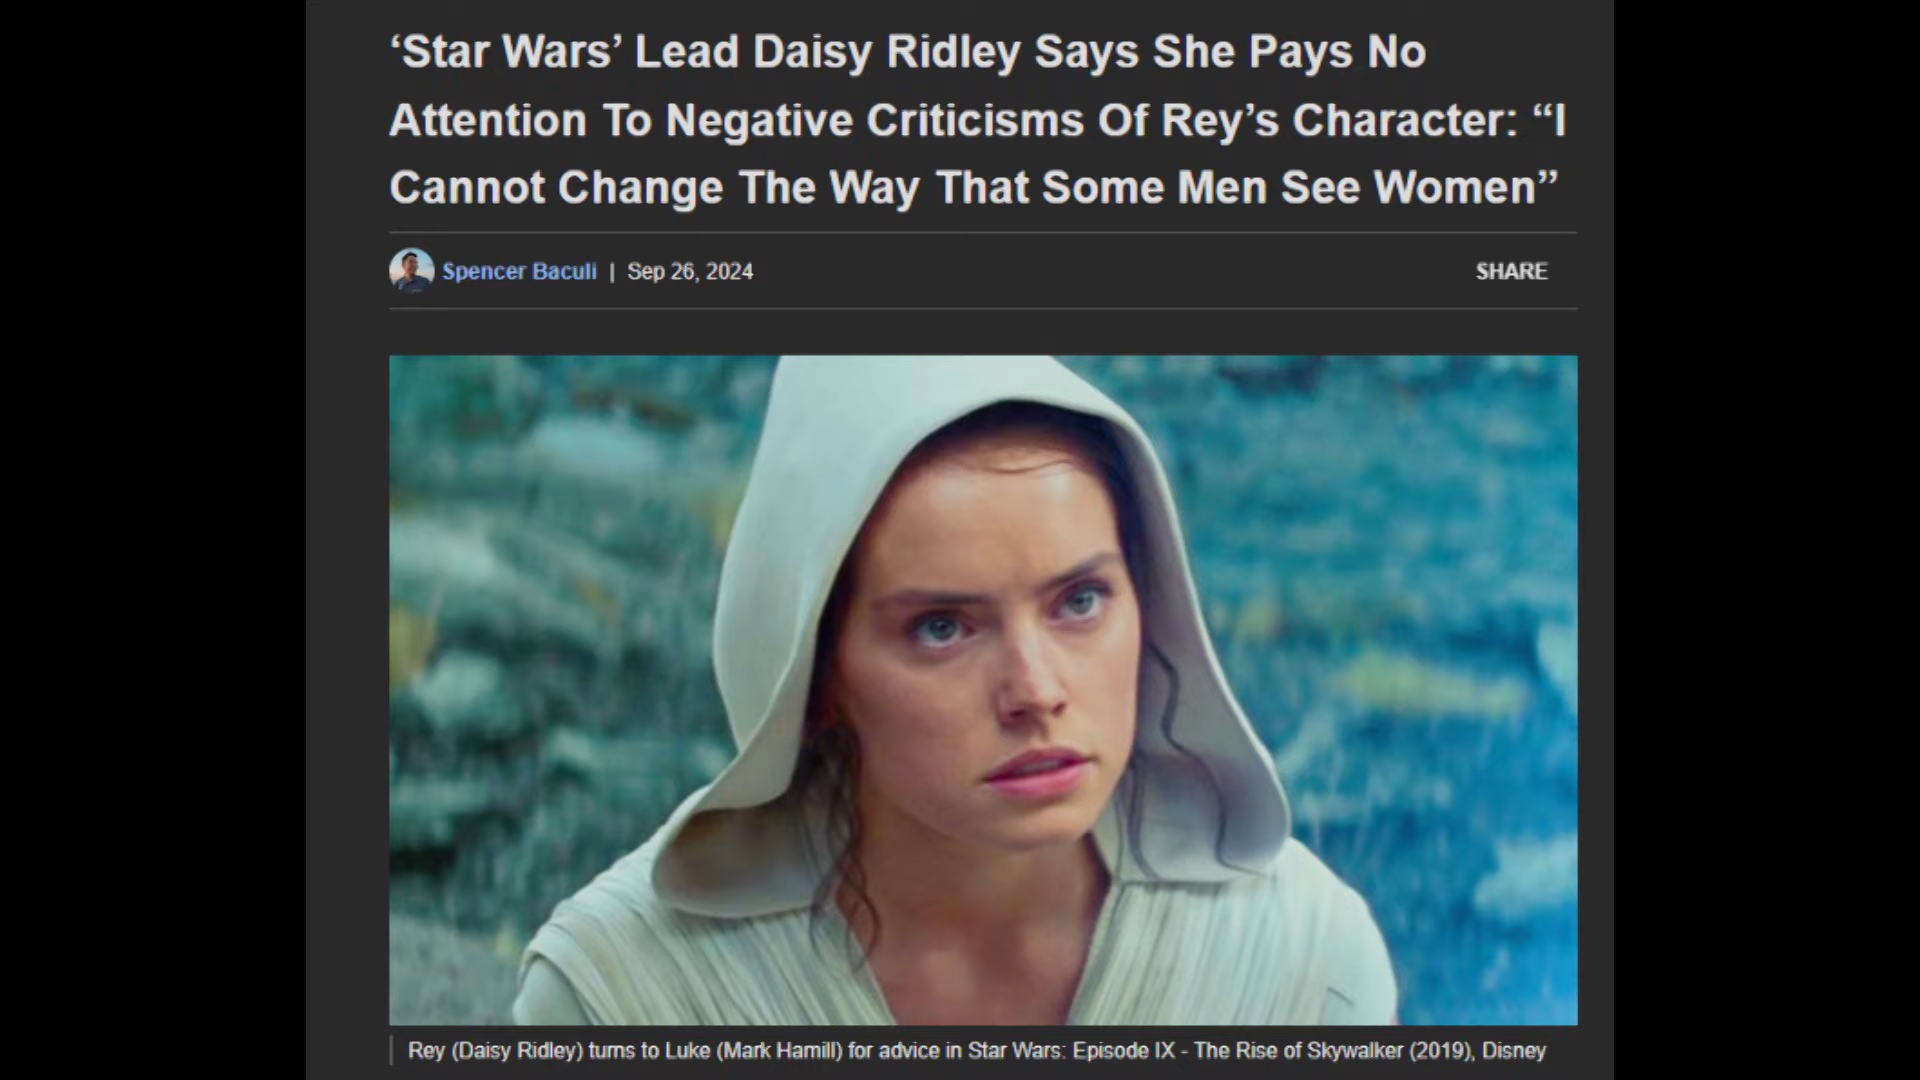 ‘Star Wars’ Lead Daisy Ridley Says She Pays No
Attention To Negative Criticisms Of Rey’s Character: “I
Cannot Change The Way That Some Men See Women”
Spencer Baculi | Sep 26, 2024
SHARE
Rey (Daisy Ridley) turns to Luke (Mark Hamill) for advice in Star Wars: Episode IX - The Rise of Skywalker (2019), Disney